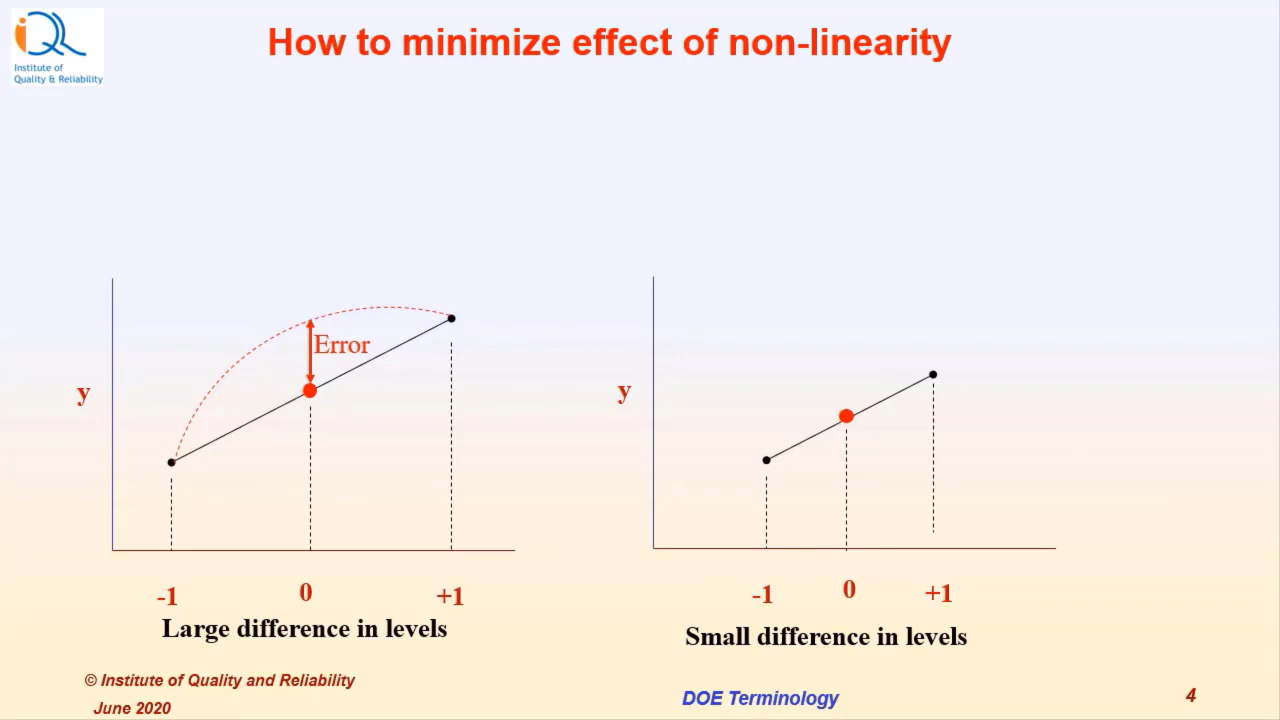 iQ
Institute of
Quality & Reliability
How to minimize effect of non-linearity
Error
y
-1
0
+1
Large difference in levels
y
-1
0
+1
Small difference in levels
© Institute of Quality and Reliability
June 2020
DOE Terminology
4